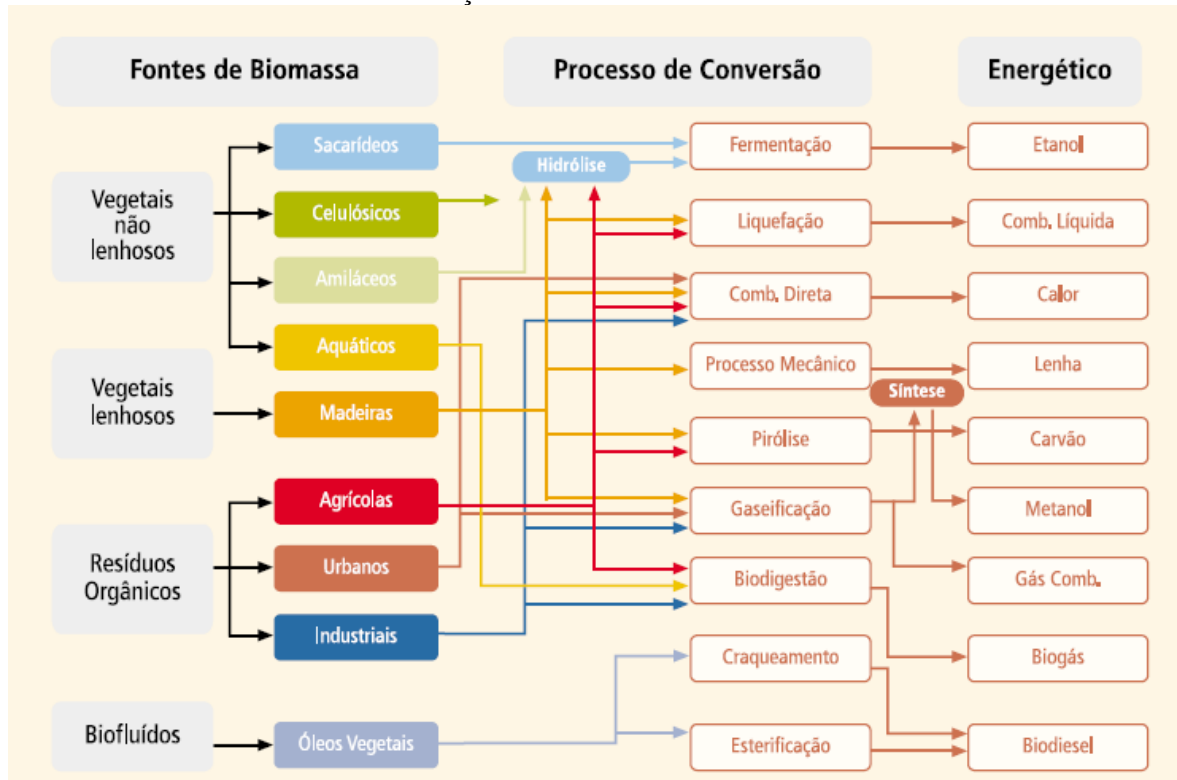 Fontes de Biomassa
Processo de Conversão
Energético
Vegetais
não
lenhosos
Vegetais
lenhosos
Resíduos
Orgânicos
Biofluídos
Sacarídeos
Celulósicos
Amiláceos
Aquáticos
Madeiras
Agrícolas
Urbanos
Industriais
Óleos Vegetais
Hidrólise
Fermentação
Liquefação
Comb. Direta
Processo Mecânico
Pirólise
Gaseificação
Biodigestão
Craqueamento
Esterificação
Síntese
Etanol
Comb. Líquida
Calor
Lenha
Carvão
Metanol
Gás Comb.
Biogás
Biodiesel